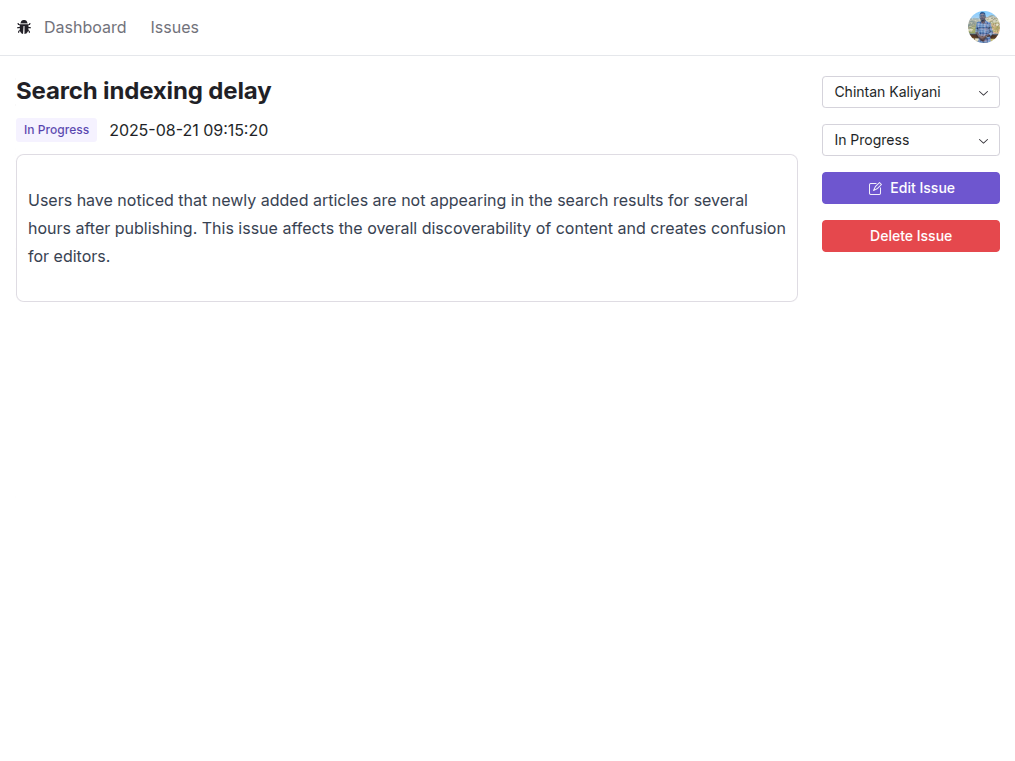 Dashboard Issues
Search indexing delay
In Progress 2025-08-21 09:15:20
Users have noticed that newly added articles are not appearing in the search results for several
hours after publishing. This issue affects the overall discoverability of content and creates confusion
for editors.
Chintan Kaliyani
In Progress
Edit Issue
Delete Issue